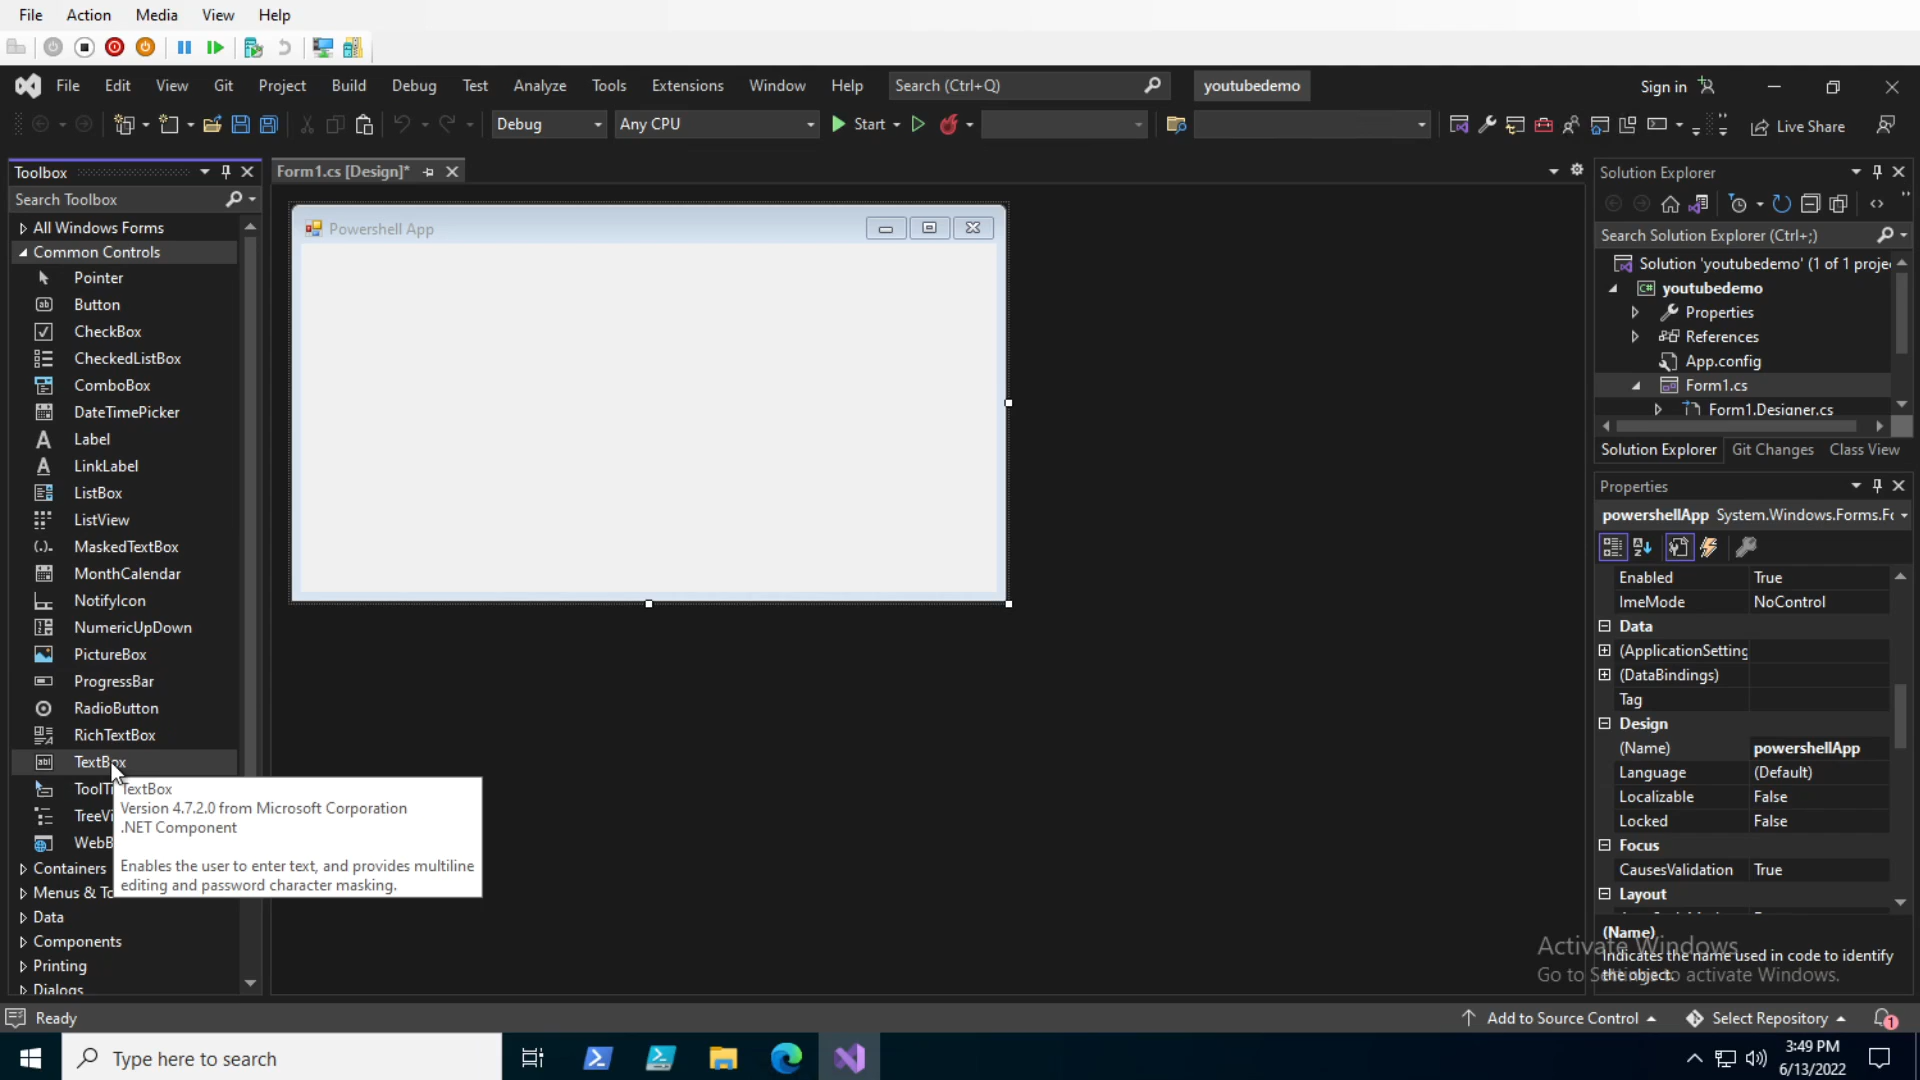 File Action Media View Help
File Edit View Git Project Build Debug Test Analyze Tools Extensions Window Help Search (Ctrl+Q) youtubedemo Sign in
Debug Any CPU Start Live Share
Toolbox
Search Toolbox
All Windows Forms
Common Controls
Pointer
Button
CheckBox
CheckedListBox
ComboBox
DateTimePicker
Label
LinkLabel
ListBox
ListView
MaskedTextBox
MonthCalendar
NotifyIcon
NumericUpDown
PictureBox
ProgressBar
RadioButton
RichTextBox
TextBox
ToolTi
TreeVi
WebB
Containers
Menus & To
Data
Components
Printing
Dialogs
TextBox
Version 4.7.2.0 from Microsoft Corporation
.NET Component
Enables the user to enter text, and provides multiline
editing and password character masking.
Form1.cs [Design]*
Powershell App
Solution Explorer
Search Solution Explorer (Ctrl+;)
Solution 'youtubedemo' (1 of 1 proje
youtubedemo
Properties
References
App.config
Form1.cs
Form1.Designer.cs
Solution Explorer Git Changes Class View
Properties
powershellApp System.Windows.Forms.Fo
Enabled True
ImeMode NoControl
Data
(ApplicationSetting
(DataBindings)
Tag
Design
(Name) powershellApp
Language (Default)
Localizable False
Locked False
Focus
CausesValidation True
Layout
(Name)
Indicates the name used in code to identify
the object.
Activate Windows
Go to Settings to activate Windows.
Ready Add to Source Control Select Repository 1
Type here to search 3:49 PM
6/13/2022